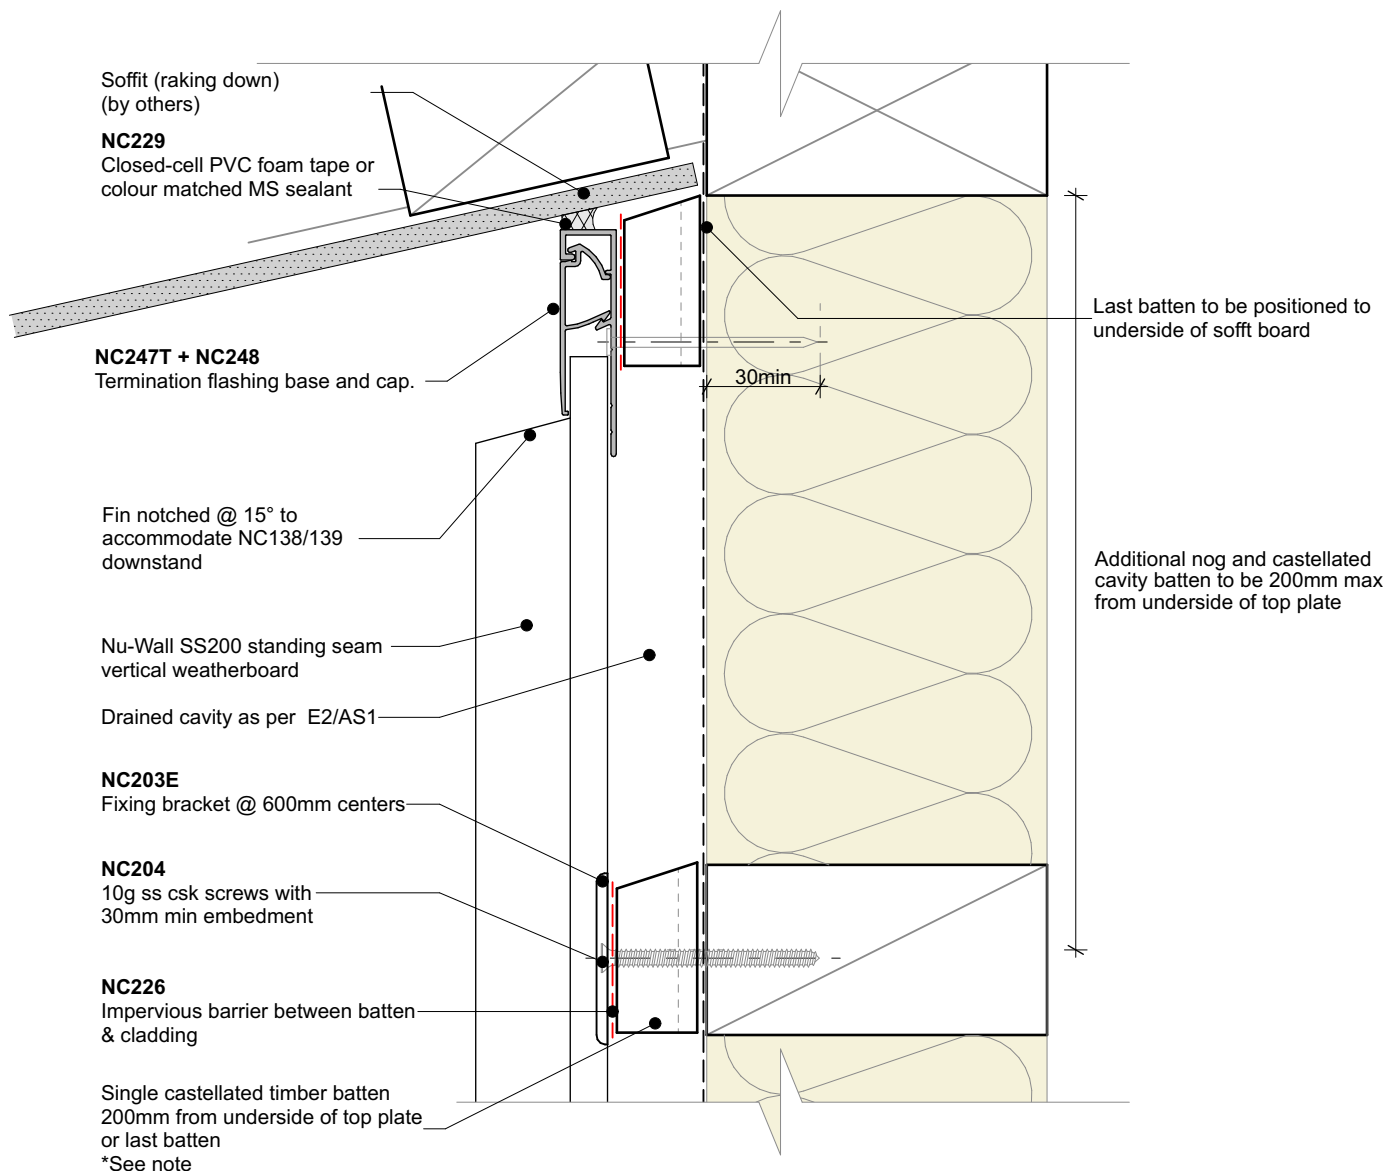 Soffit (raking down)
(by others)
NC229
Closed-cell PVC foam tape or
colour matched MS sealant
NC247T + NC248
Termination flashing base and cap.
Fin notched @ 15° to
accommodate NC138/139
downstand
Nu-Wall SS200 standing seam
vertical weatherboard
Drained cavity as per E2/AS1
NC203E
Fixing bracket @ 600mm centers
NC204
10g ss csk screws with
30mm min embedment
NC226
Impervious barrier between batten
& cladding
Single castellated timber batten
200mm from underside of top plate
or last batten
*See note
30min
Last batten to be positioned to
underside of sofft board
Additional nog and castellated
cavity batten to be 200mm max
from underside of top plate